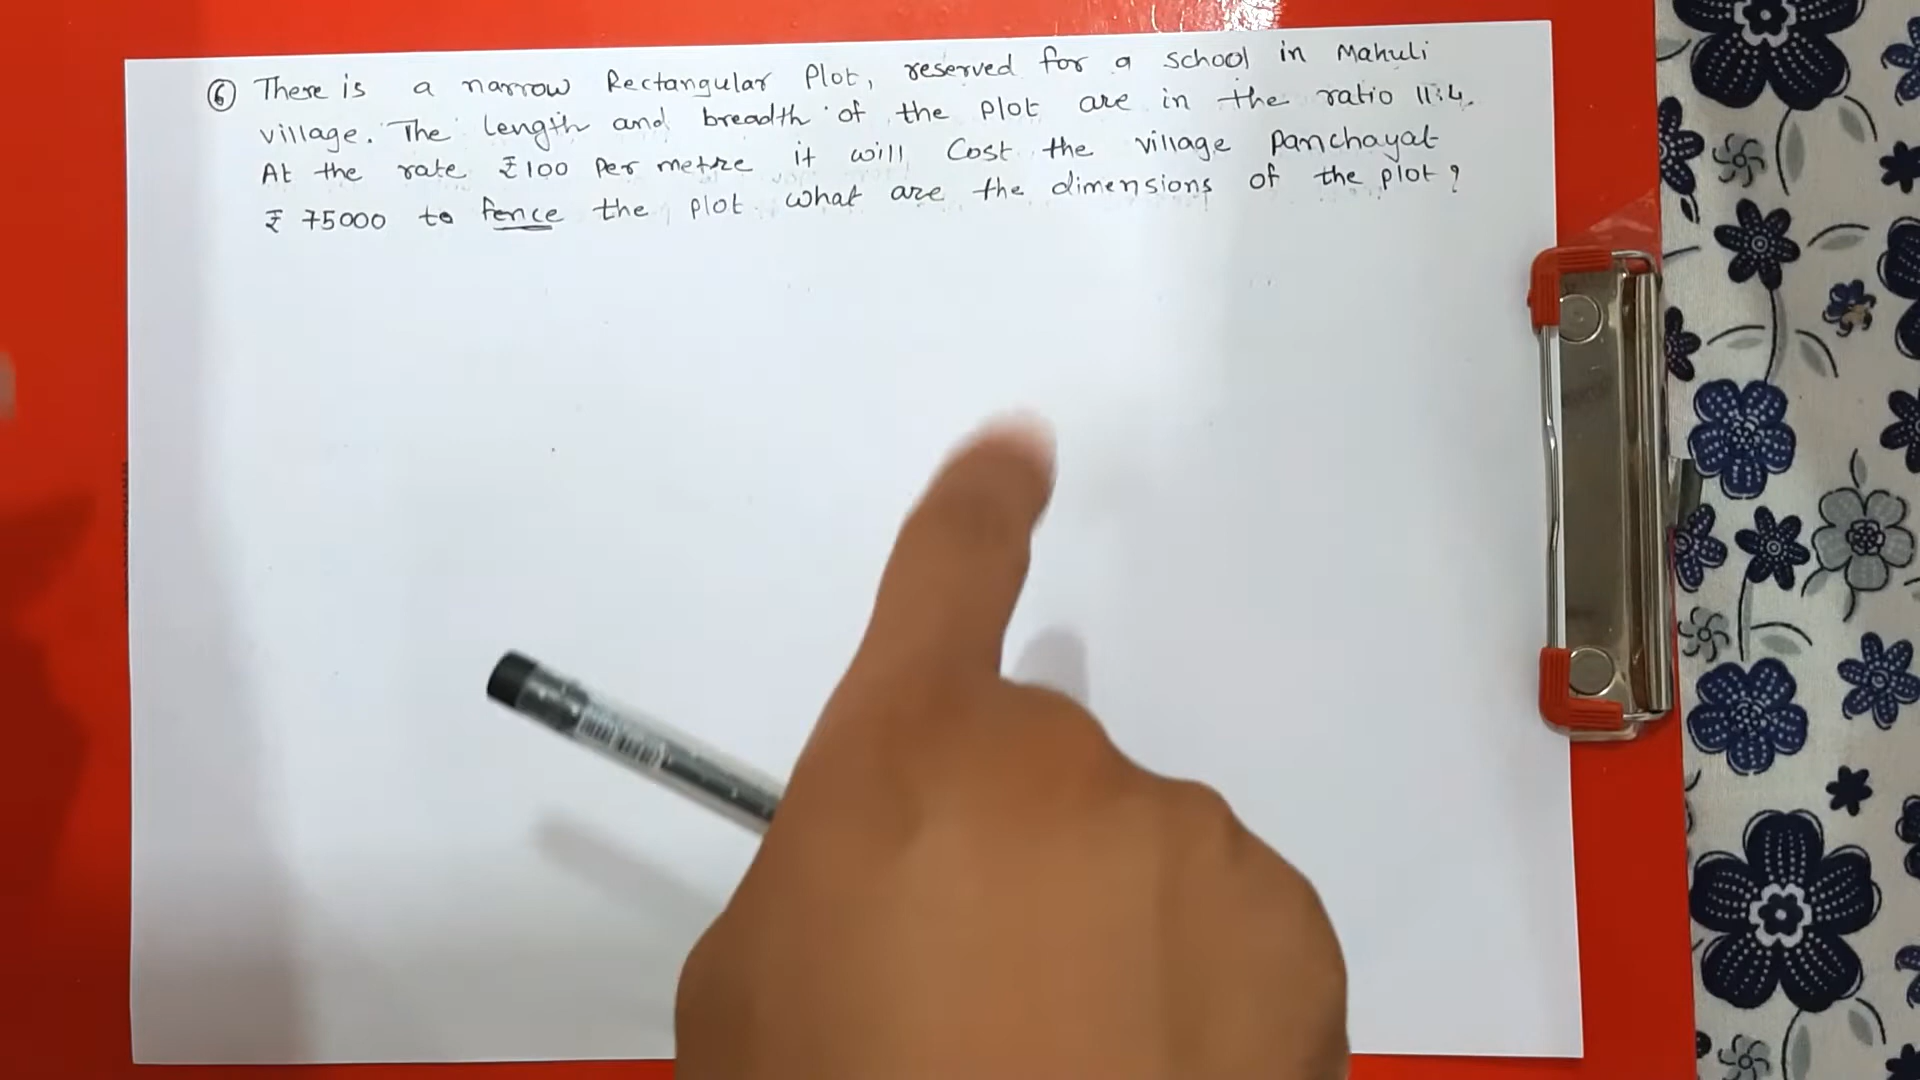 ⑥ There is a narrow Rectangular Plot, reserved for a school in Mahuli
village. The length and breadth of the plot are in the ratio 11:4.
At the rate ₹100 Per metre it will Cost the village panchayat
₹ 75000 to fence the plot. what are the dimensions of the plot?